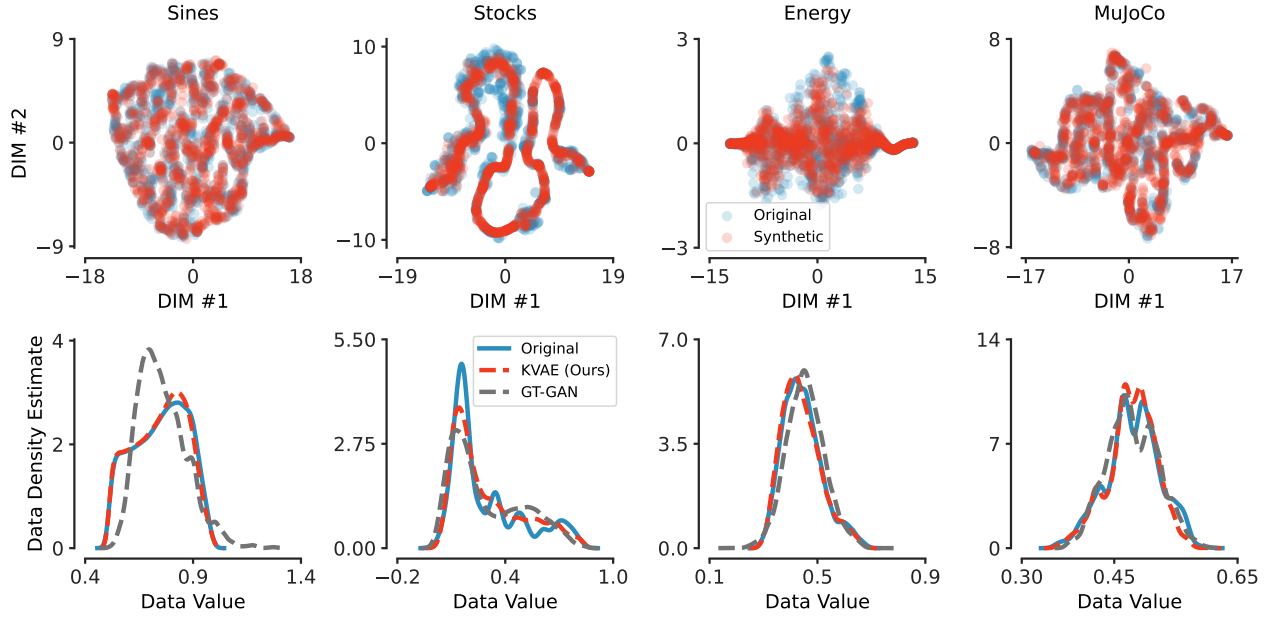 Sines Stocks Energy MuJoCo
DIM #2
9
0
−9
−18 0 18
DIM #1
10
0
−10
−19 0 19
DIM #1
3
0
−3
Original
Synthetic
−15 0 15
DIM #1
8
0
−8
−17 0 17
DIM #1
Data Density Estimate
4
2
0
0.4 0.9 1.4
Data Value
5.50
2.75
0.00
Original
KVAE (Ours)
GT-GAN
−0.2 0.4 1.0
Data Value
7.0
3.5
0.0
0.1 0.5 0.9
Data Value
14
7
0
0.30 0.45 0.65
Data Value